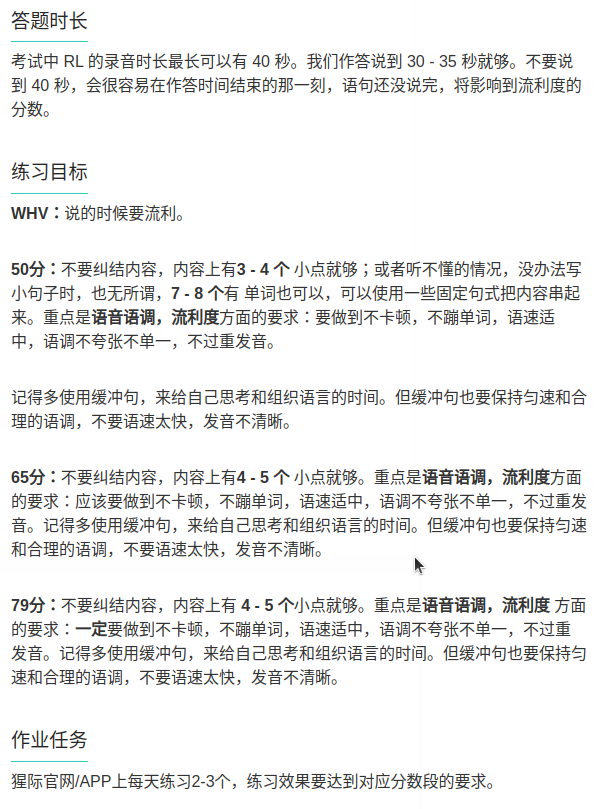 答题时长
考试中 RL 的录音时长最长可以有 40 秒。我们作答说到 30 - 35 秒就够。不要说
到 40 秒，会很容易在作答时间结束的那一刻，语句还没说完，将影响到流利度的
分数。
练习目标
WHV：说的时候要流利。
50分：不要纠结内容，内容上有3 - 4 个 小点就够；或者听不懂的情况，没办法写
小句子时，也无所谓，7 - 8 个有 单词也可以，可以使用一些固定句式把内容串起
来。重点是语音语调，流利度方面的要求：要做到不卡顿，不蹦单词，语速适
中，语调不夸张不单一，不过重发音。
记得多使用缓冲句，来给自己思考和组织语言的时间。但缓冲句也要保持匀速和合
理的语调，不要语速太快，发音不清晰。
65分：不要纠结内容，内容上有4 - 5 个 小点就够。重点是语音语调，流利度方面
的要求：应该要做到不卡顿，不蹦单词，语速适中，语调不夸张不单一，不过重发
音。记得多使用缓冲句，来给自己思考和组织语言的时间。但缓冲句也要保持匀速
和合理的语调，不要语速太快，发音不清晰。
79分：不要纠结内容，内容上有 4 - 5 个小点就够。重点是语音语调，流利度 方面
的要求：一定要做到不卡顿，不蹦单词，语速适中，语调不夸张不单一，不过重
发音。记得多使用缓冲句，来给自己思考和组织语言的时间。但缓冲句也要保持匀
速和合理的语调，不要语速太快，发音不清晰。
作业任务
猩际官网/APP上每天练习2-3个，练习效果要达到对应分数段的要求。